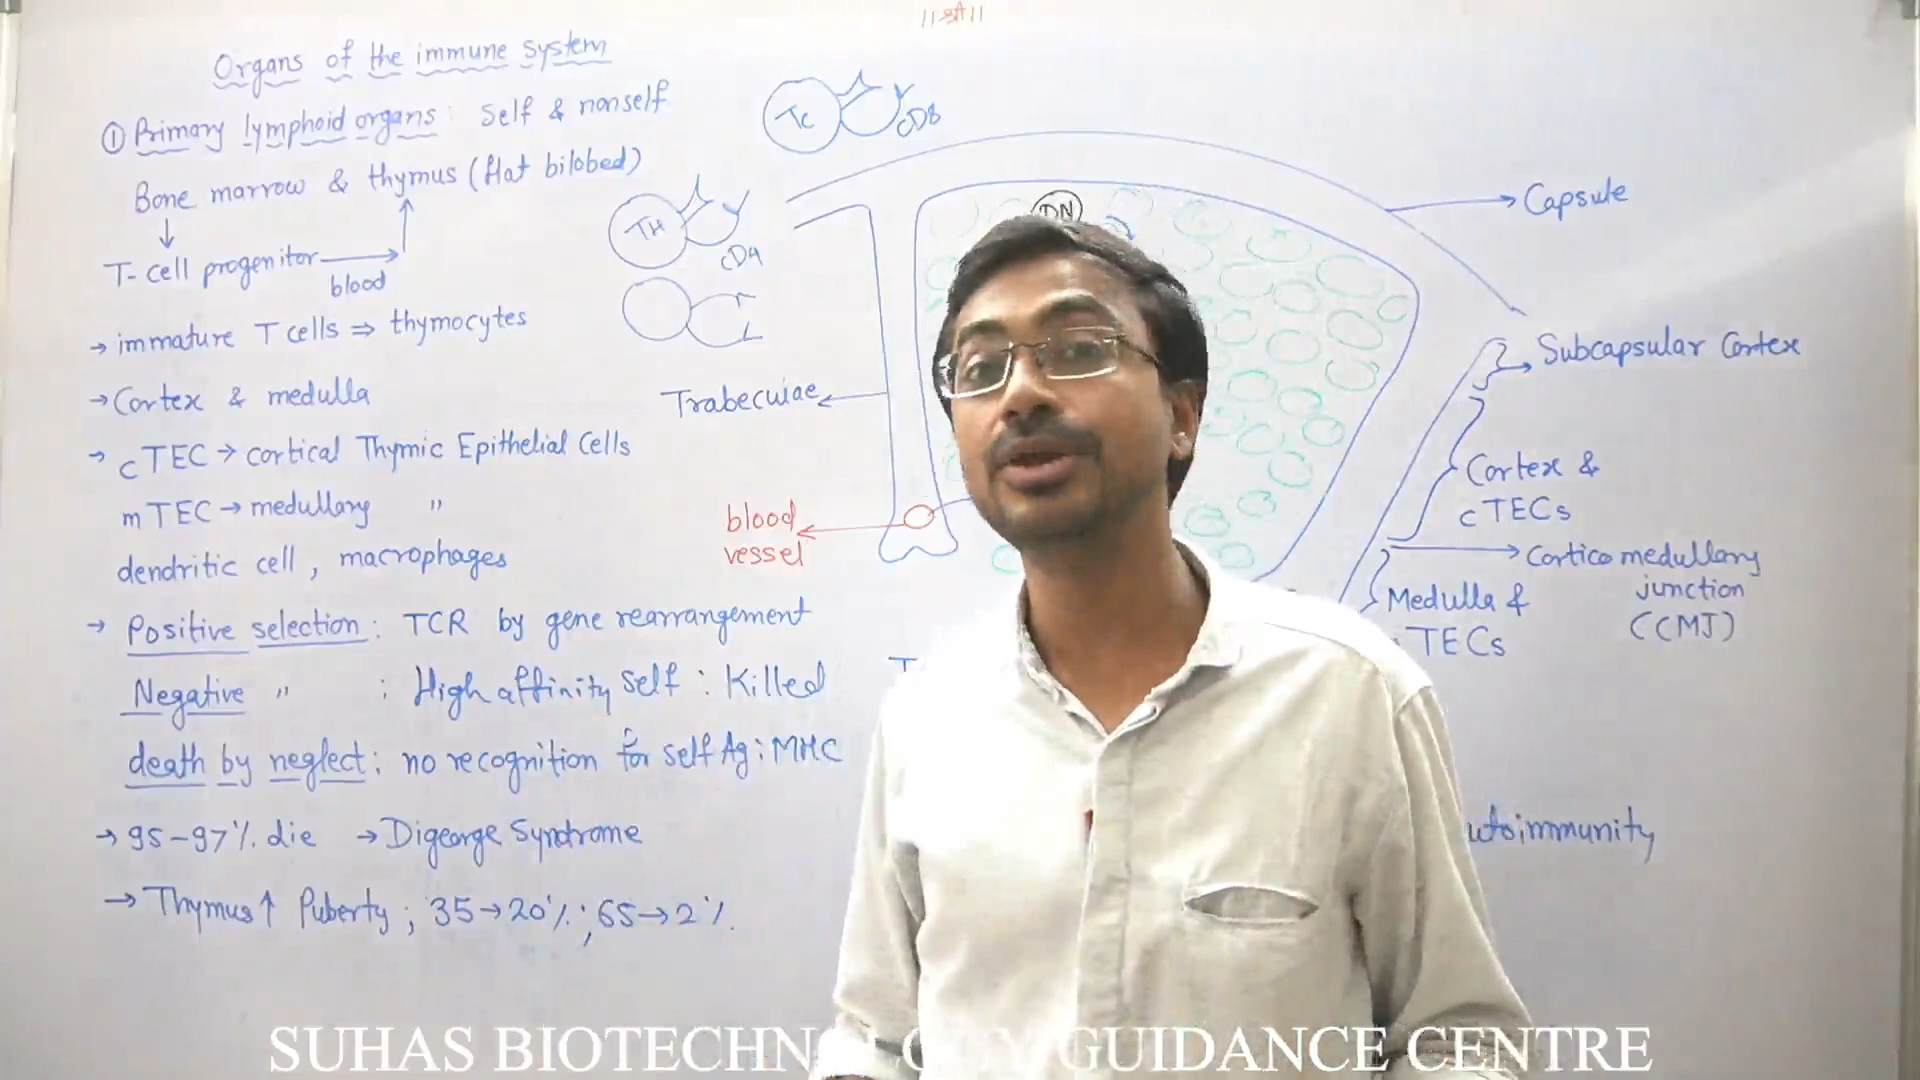 ॥श्री॥
Organs of the immune system
① Primary lymphoid organs: Self & nonself
Bone marrow & thymus (flat bilobed)
T-cell progenitor
blood
→ immature T cells ⇒ thymocytes
→ Cortex & medulla
→ cTEC → cortical Thymic Epithelial Cells
mTEC → medullary "
dendritic cell, macrophages
→ Positive selection: TCR by gene rearrangement
Negative " : High affinity self: Killed
death by neglect: no recognition for self Ag:MHC
→ 95-97% die → Digeorge Syndrome
→ Thymus↑ Puberty; 35→20%; 65→2%.
Tc
CD8
TH
CD4
DN
Trabeculae
blood
vessel
Capsule
Subcapsular Cortex
Cortex &
cTECs
Cortico medullary
junction
(CMJ)
Medulla &
TECs
utoimmunity
SUHAS BIOTECHN L GY GUIDANCE CENTRE